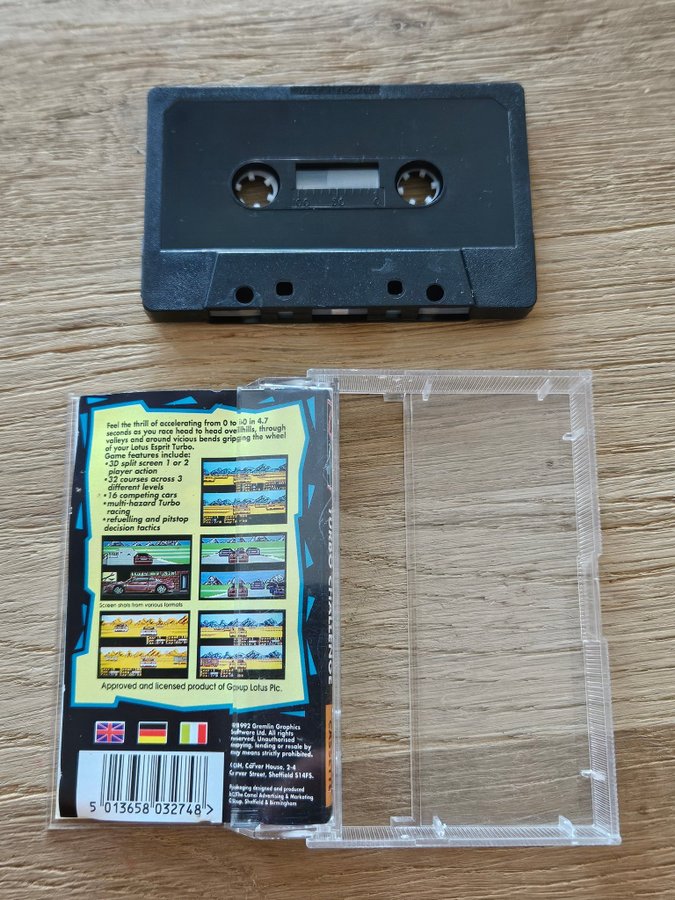 Feel the thrill of accelerating from 0 to 60 in 4.7
seconds as you race head to head over hills, through
valleys and around vicious bends gripping the wheel
of your Lotus Esprit Turbo.
Game features include:
•3D split screen 1 or 2
player action
•32 courses across 3
different levels
•16 competing cars
•multi-hazard Turbo
racing
•refuelling and pitstop
decision tactics
Screen shots from various formats
Approved and licensed product of Group Lotus Plc.
©1992 Gremlin Graphics
Software Ltd. All rights
reserved. Unauthorised
copying, lending or resale by
any means strictly prohibited.
Carver House, 2-4
Carver Street, Sheffield S14FS.
Packaging designed and produced
by The Camel Advertising & Marketing
Group, Sheffield & Birmingham
5 013658 032748 >
TURBO CHALLENGE
CASSETTE